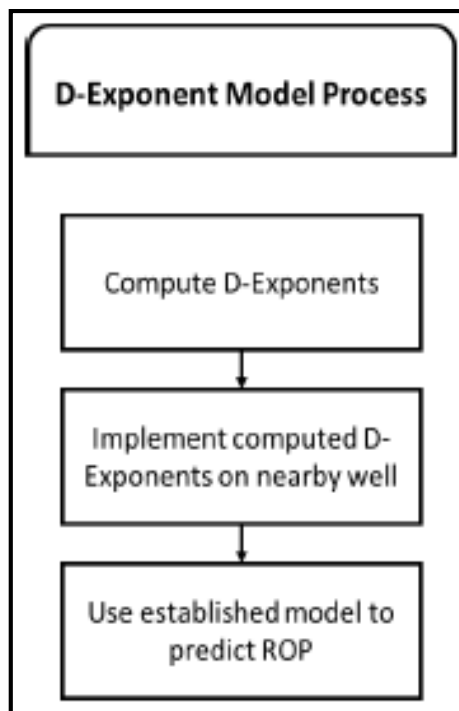 D-Exponent Model Process
Compute D-Exponents
Implement computed D-
Exponents on nearby well
Use established model to
predict ROP